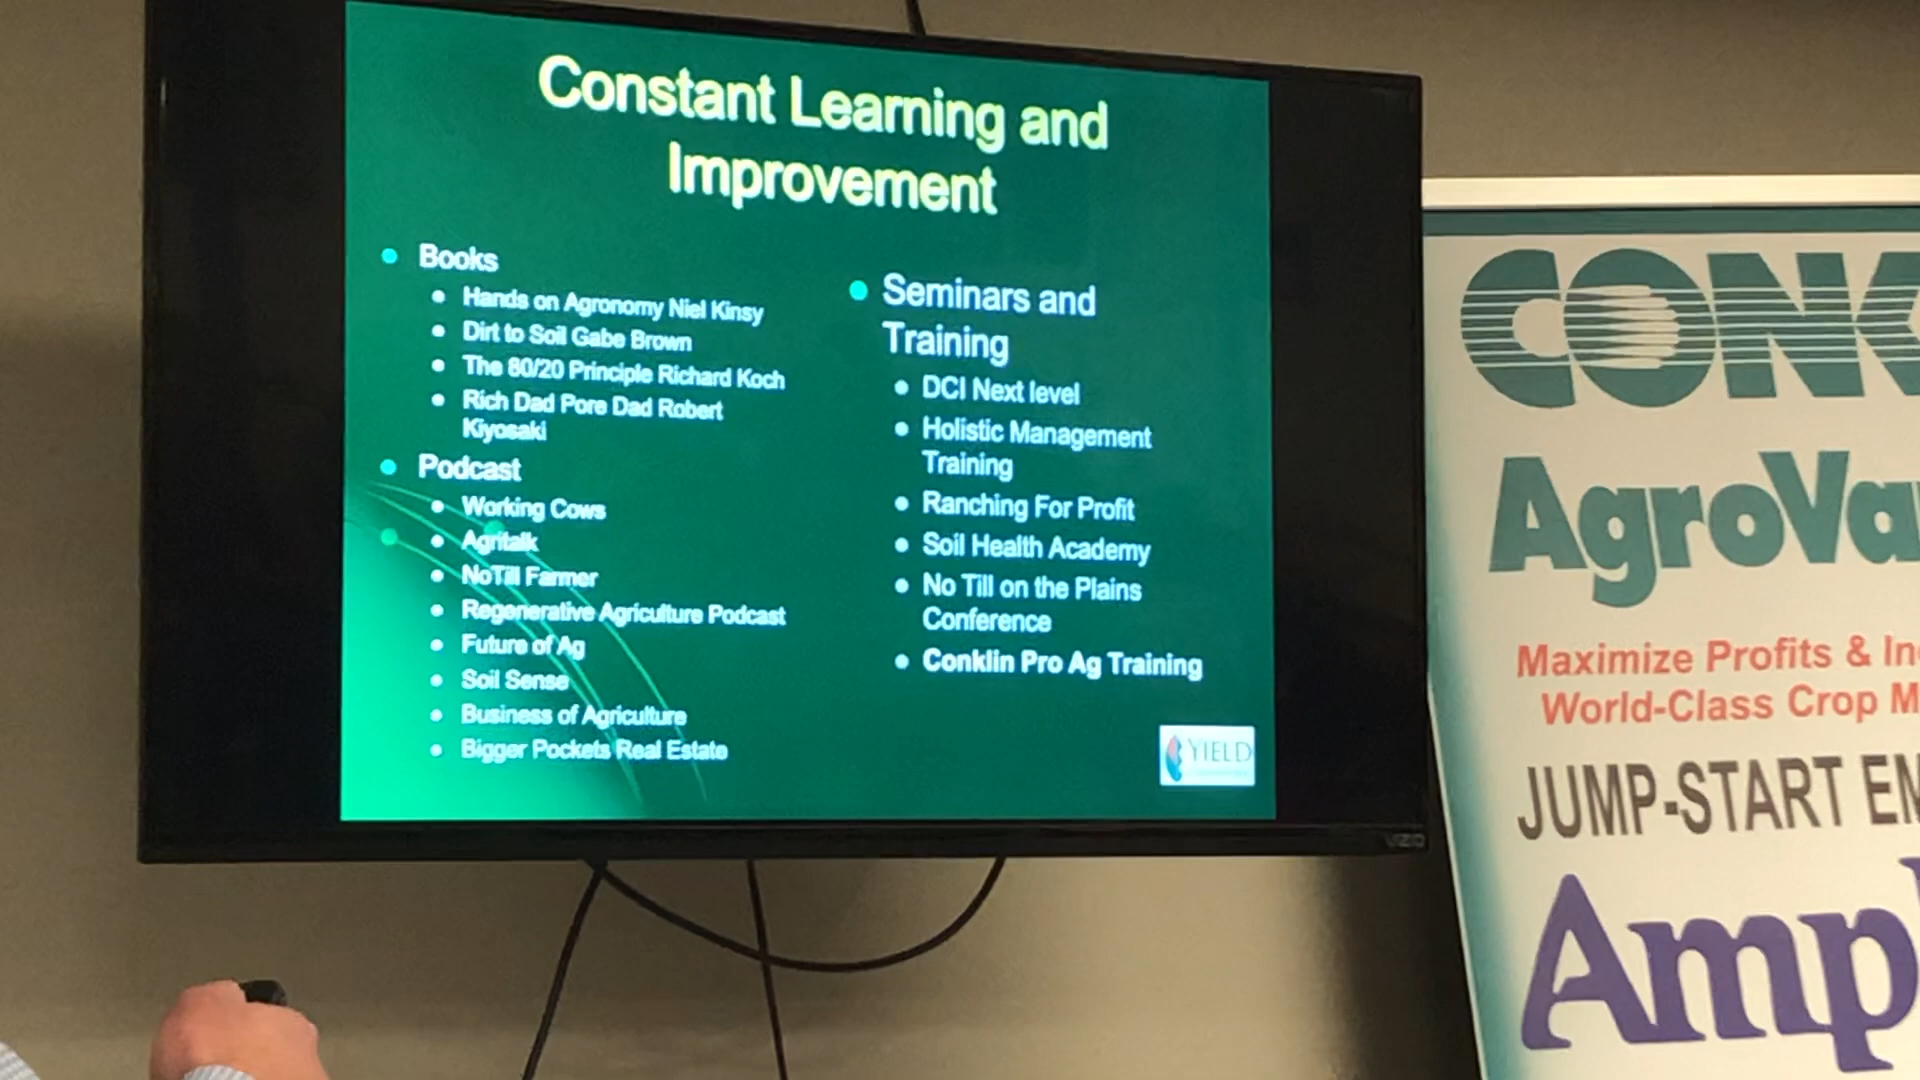 Constant Learning and
Improvement
Books
Hands on Agronomy Niel Kinsy
Dirt to Soil Gabe Brown
The 80/20 Principle Richard Koch
Rich Dad Pore Dad Robert
Kiyosaki
Podcast
Working Cows
Agritalk
NoTill Farmer
Regenerative Agriculture Podcast
Future of Ag
Soil Sense
Business of Agriculture
Bigger Pockets Real Estate
Seminars and
Training
DCI Next level
Holistic Management
Training
Ranching For Profit
Soil Health Academy
No Till on the Plains
Conference
Conklin Pro Ag Training
YIELD
VIZIO
CONK
AgroVa
Maximize Profits & In
World-Class Crop M
JUMP-START EM
Amp